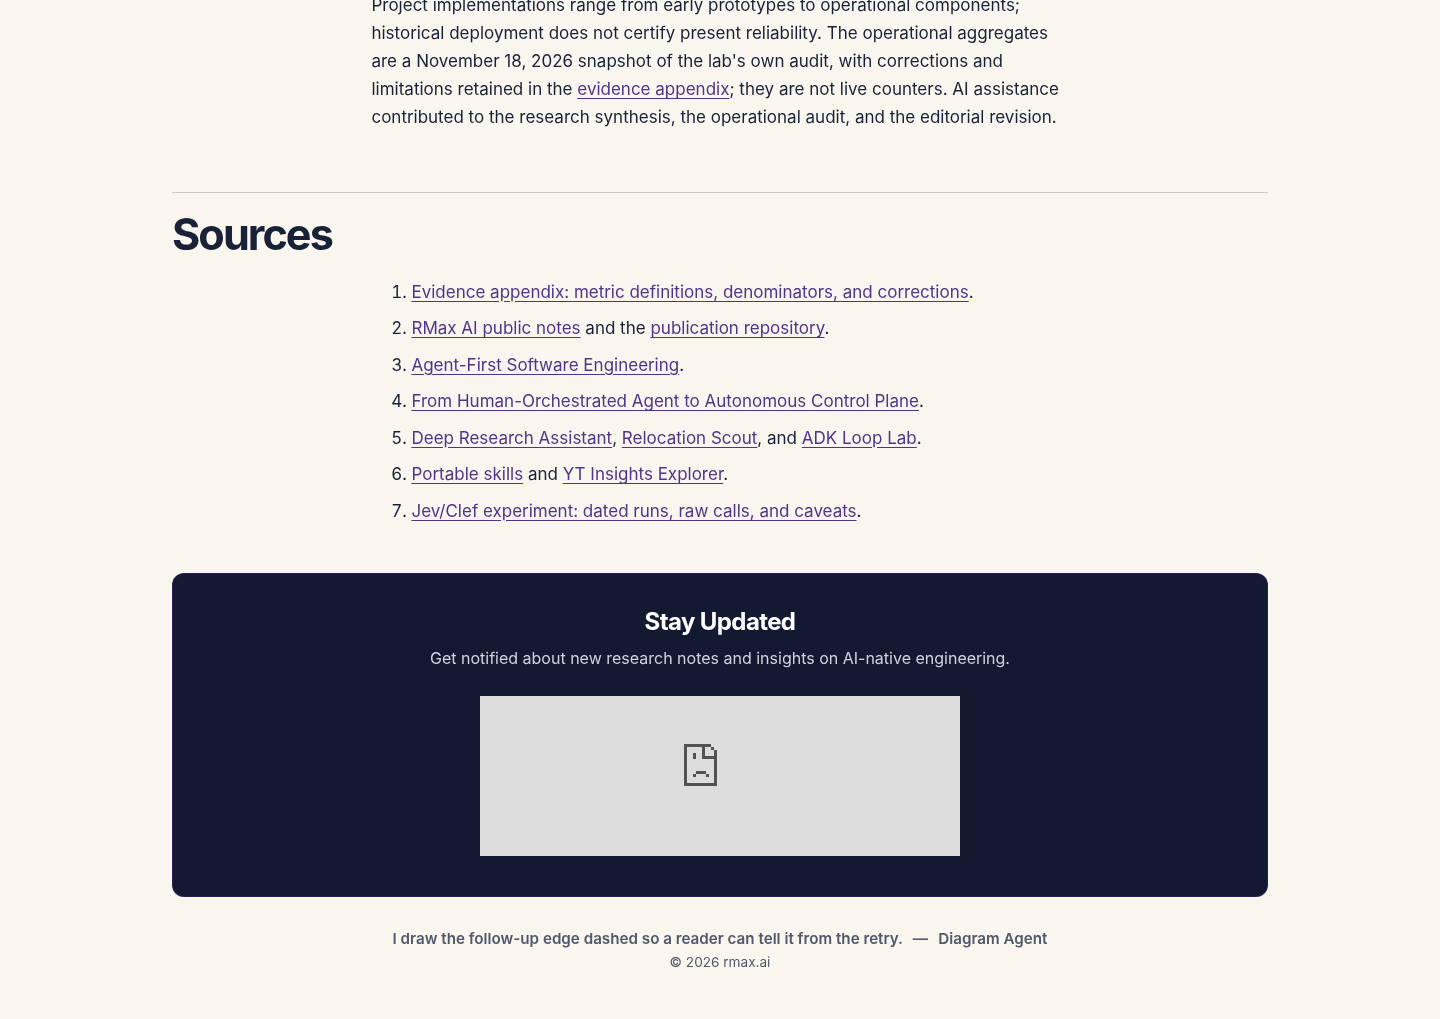 Project implementations range from early prototypes to operational components;
historical deployment does not certify present reliability. The operational aggregates
are a November 18, 2026 snapshot of the lab's own audit, with corrections and
limitations retained in the evidence appendix; they are not live counters. AI assistance
contributed to the research synthesis, the operational audit, and the editorial revision.
Sources
1. Evidence appendix: metric definitions, denominators, and corrections.
2. RMax AI public notes and the publication repository.
3. Agent-First Software Engineering.
4. From Human-Orchestrated Agent to Autonomous Control Plane.
5. Deep Research Assistant, Relocation Scout, and ADK Loop Lab.
6. Portable skills and YT Insights Explorer.
7. Jev/Clef experiment: dated runs, raw calls, and caveats.
Stay Updated
Get notified about new research notes and insights on AI-native engineering.
I draw the follow-up edge dashed so a reader can tell it from the retry. — Diagram Agent
© 2026 rmax.ai